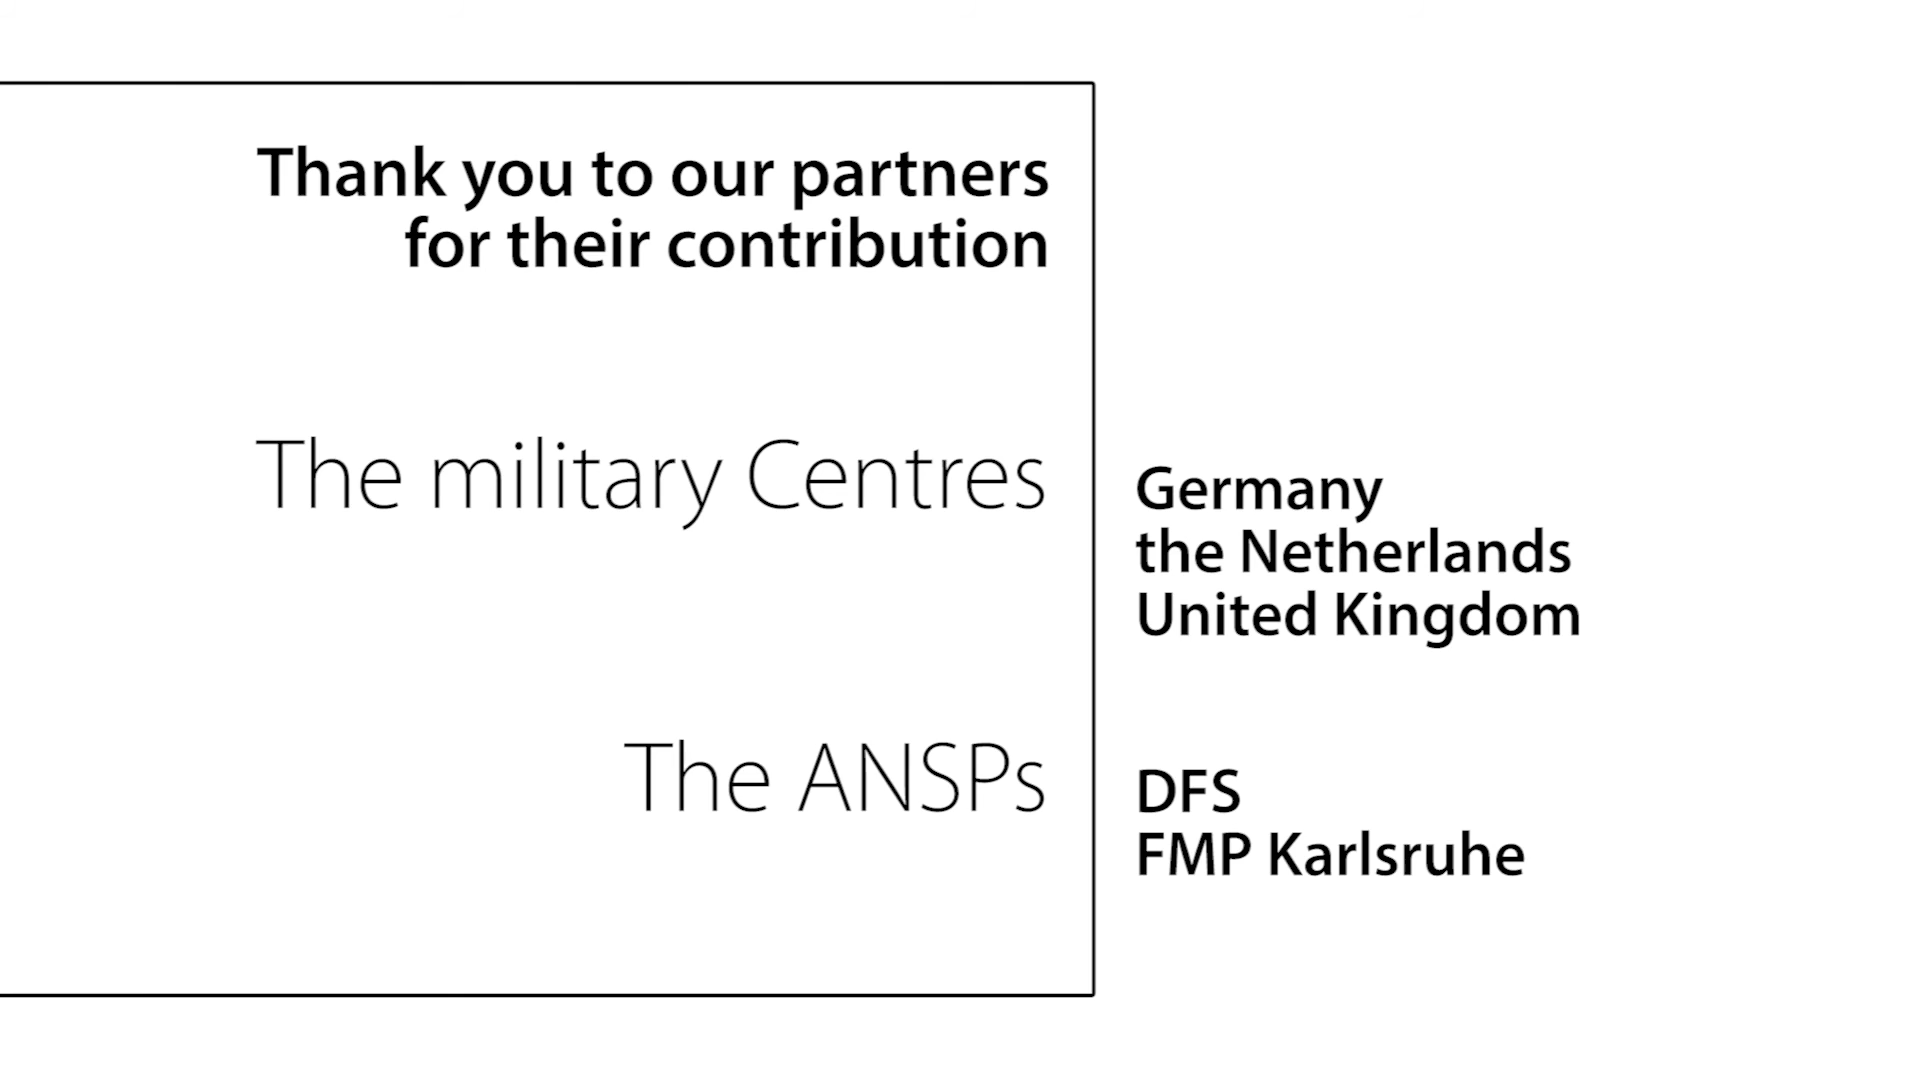 Thank you to our partners
for their contribution
The military Centres
Germany
the Netherlands
United Kingdom
The ANSPs
DFS
FMP Karlsruhe